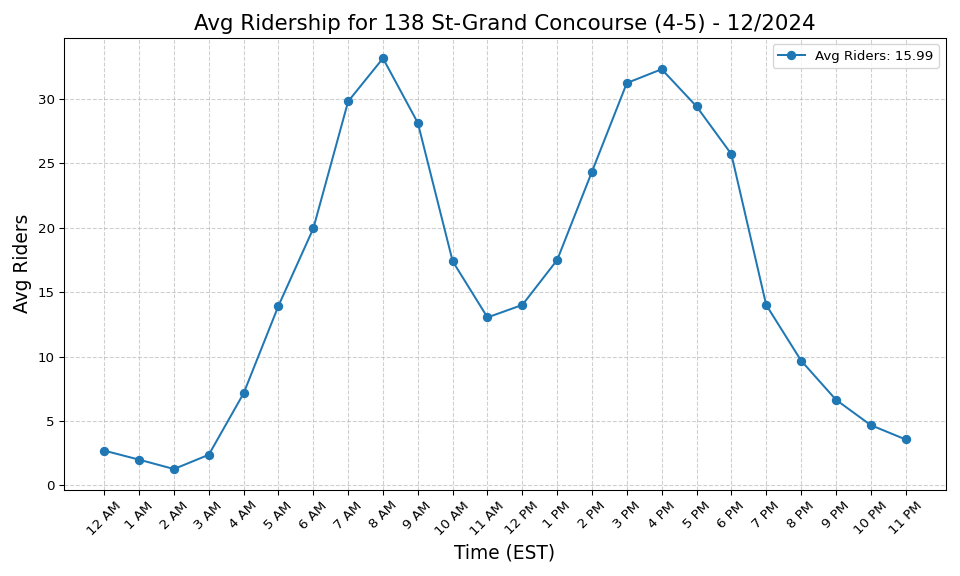 Avg Ridership for 138 St-Grand Concourse (4-5) - 12/2024
Avg Riders: 15.99
Avg Riders
30
25
20
15
10
5
0
12 AM
1 AM
2 AM
3 AM
4 AM
5 AM
6 AM
7 AM
8 AM
9 AM
10 AM
11 AM
12 PM
1 PM
2 PM
3 PM
4 PM
5 PM
6 PM
7 PM
8 PM
9 PM
10 PM
11 PM
Time (EST)